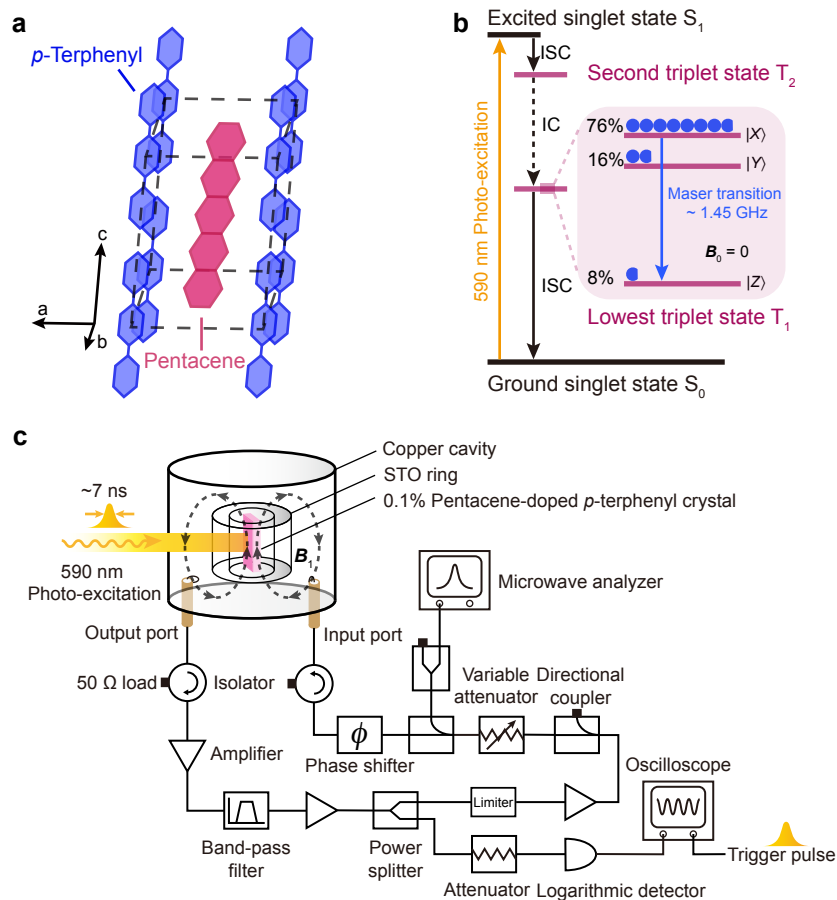 a
p-Terphenyl
c
a
b
Pentacene
b
Excited singlet state S₁
ISC
Second triplet state T₂
590 nm Photo-excitation
IC
76%
|X⟩
16%
|Y⟩
Maser transition
~ 1.45 GHz
B₀ = 0
8%
|Z⟩
ISC
Lowest triplet state T₁
Ground singlet state S₀
c
Copper cavity
STO ring
0.1% Pentacene-doped p-terphenyl crystal
~7 ns
B₁
590 nm
Photo-excitation
Microwave analyzer
Output port
Input port
50 Ω load
Isolator
Variable
attenuator
Directional
coupler
Amplifier
ϕ
Phase shifter
Oscilloscope
Limiter
Band-pass
filter
Power
splitter
Attenuator
Logarithmic detector
Trigger pulse